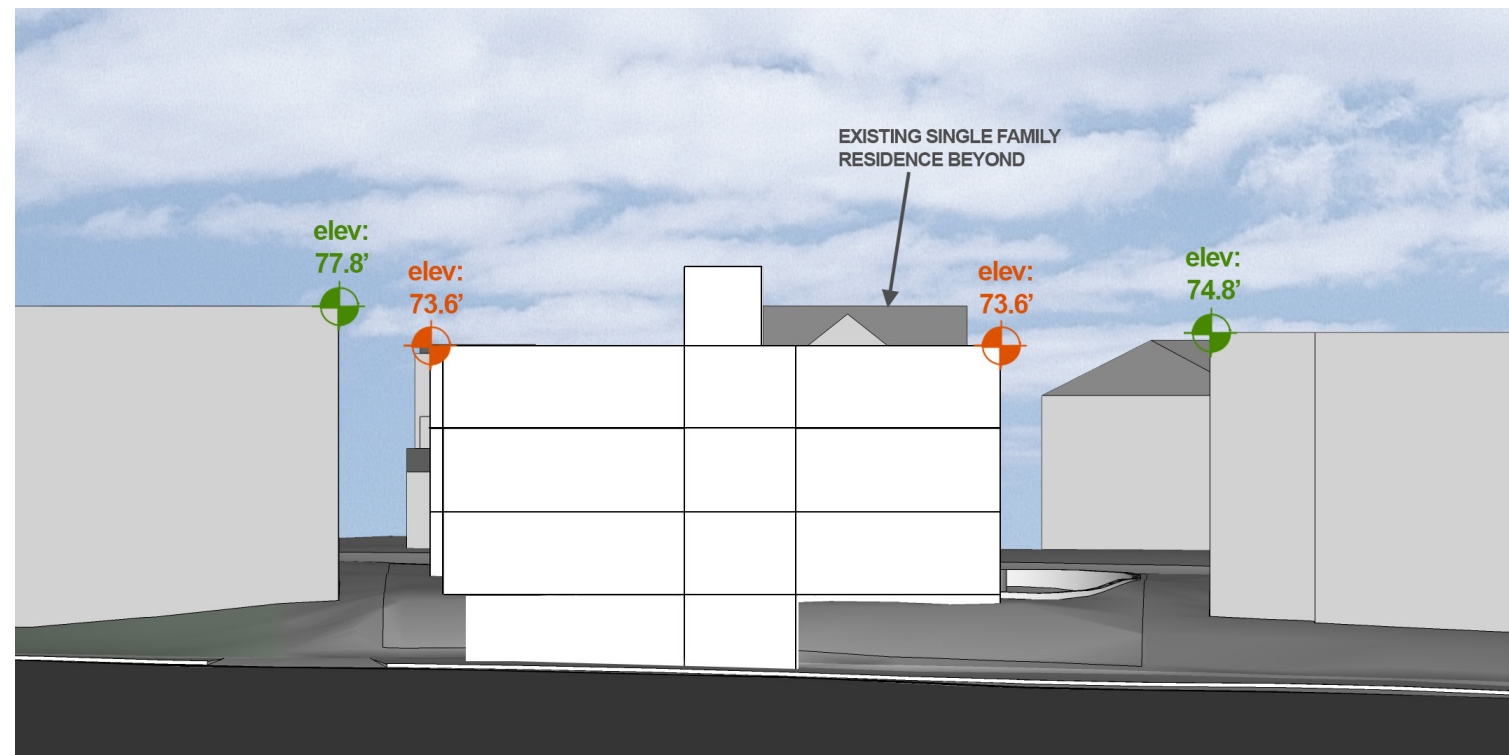 EXISTING SINGLE FAMILY
RESIDENCE BEYOND
elev:
77.8’
elev:
73.6’
elev:
73.6’
elev:
74.8’